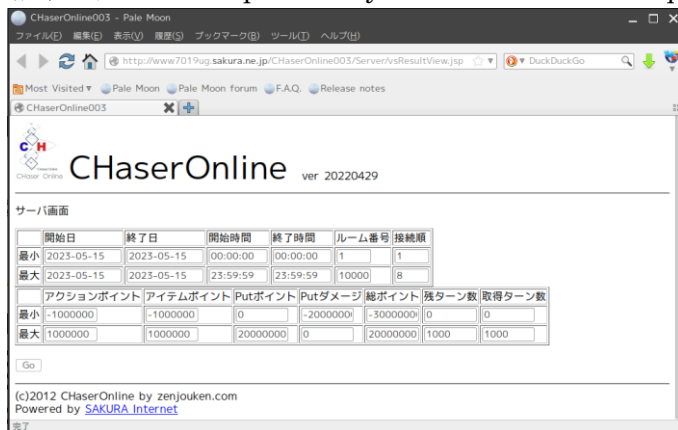 CHaserOnline003 - Pale Moon
ファイル(F) 編集(E) 表示(V) 履歴(S) ブックマーク(B) ツール(T) ヘルプ(H)
http://www7019ug.sakura.ne.jp/CHaserOnline003/Server/vsResultView.jsp DuckDuckGo
Most Visited Pale Moon Pale Moon forum F.A.Q. Release notes
CHaserOnline003
CHaserOnline ver 20220429
サーバ画面
開始日 終了日 開始時間 終了時間 ルーム番号 接続順
最小 2023-05-15 2023-05-15 00:00:00 00:00:00 1 1
最大 2023-05-15 2023-05-15 23:59:59 23:59:59 10000 8
アクションポイント アイテムポイント Putポイント Putダメージ 総ポイント 残ターン数 取得ターン数
最小 -1000000 -1000000 0 -2000000 -3000000 0 0
最大 1000000 1000000 20000000 0 20000000 1000 1000
Go
(c)2012 CHaserOnline by zenjouken.com
Powered by SAKURA Internet
完了